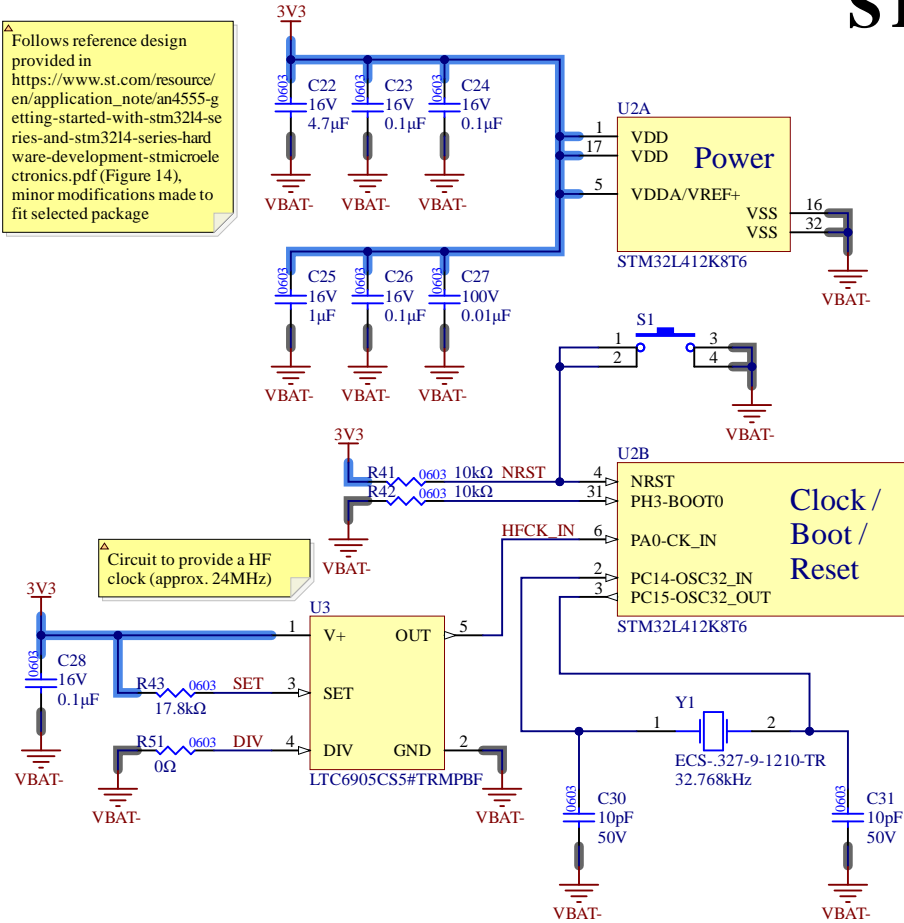 ST
Follows reference design
provided in
https://www.st.com/resource/
en/application_note/an4555-g
etting-started-with-stm32l4-se
ries-and-stm32l4-series-hard
ware-development-stmicroele
ctronics.pdf (Figure 14),
minor modifications made to
fit selected package
3V3
0603
C22
16V
4.7µF
0603
C23
16V
0.1µF
0603
C24
16V
0.1µF
VBAT-
VBAT-
VBAT-
U2A
1 VDD
17 VDD
5 VDDA/VREF+
Power
VSS 16
VSS 32
STM32L412K8T6
VBAT-
0603
C25
16V
1µF
0603
C26
16V
0.1µF
0603
C27
100V
0.01µF
VBAT-
VBAT-
VBAT-
S1
1
2
3
4
VBAT-
3V3
R41 0603 10kΩ NRST
R42 0603 10kΩ
VBAT-
HFCK_IN
U2B
4 NRST
31 PH3-BOOT0
6 PA0-CK_IN
2 PC14-OSC32_IN
3 PC15-OSC32_OUT
Clock /
Boot /
Reset
STM32L412K8T6
Circuit to provide a HF
clock (approx. 24MHz)
3V3
0603
C28
16V
0.1µF
VBAT-
R43 0603 SET
17.8kΩ
R51 0603 DIV
0Ω
VBAT-
U3
1 V+
OUT 5
3 SET
4 DIV
GND 2
LTC6905CS5#TRMPBF
VBAT-
Y1
1
2
ECS-.327-9-1210-TR
32.768kHz
0603
C30
10pF
50V
VBAT-
0603
C31
10pF
50V
VBAT-